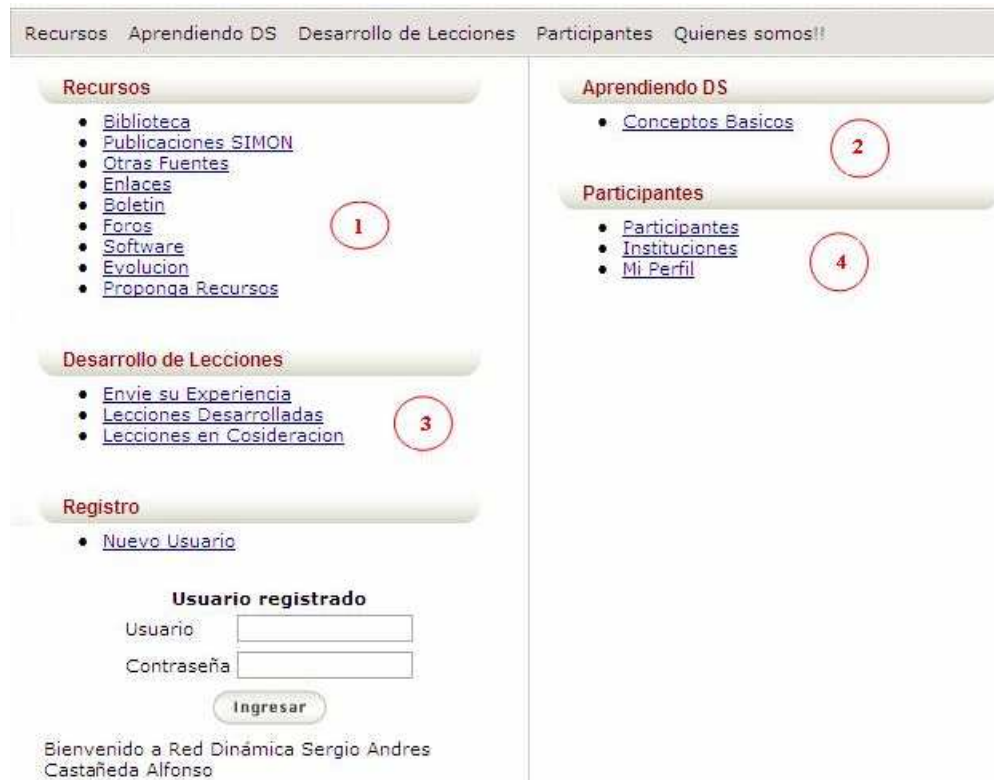 Recursos Aprendiendo DS Desarrollo de Lecciones Participantes Quienes somos!!
Recursos
Biblioteca
Publicaciones SIMON
Otras Fuentes
Enlaces
Boletin
Foros
Software
Evolucion
Proponga Recursos
1
Desarrollo de Lecciones
Envie su Experiencia
Lecciones Desarrolladas
Lecciones en Cosideracion
3
Registro
Nuevo Usuario
Usuario registrado
Usuario
Contraseña
Ingresar
Bienvenido a Red Dinámica Sergio Andres
Castañeda Alfonso
Aprendiendo DS
Conceptos Basicos
2
Participantes
Participantes
Instituciones
Mi Perfil
4